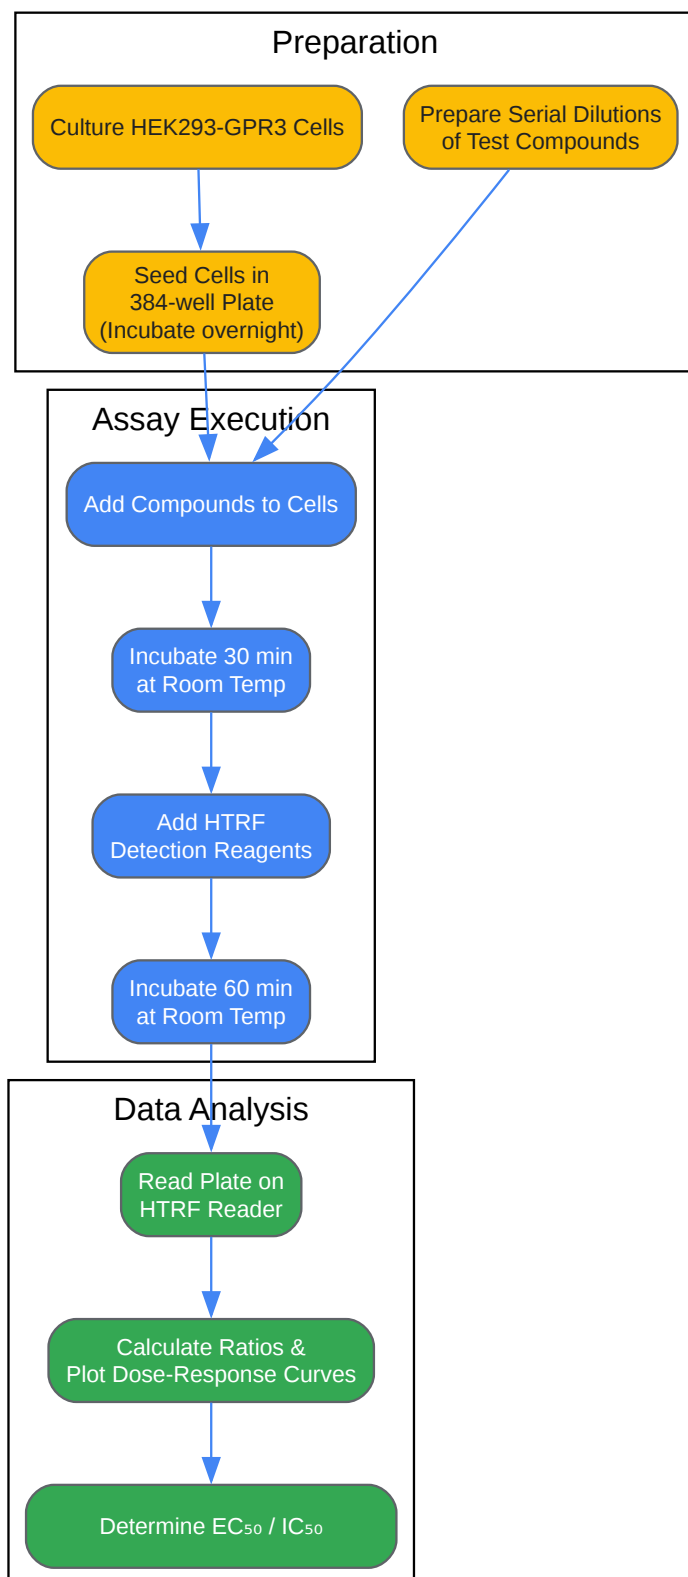 Preparation
Culture HEK293-GPR3 Cells
Prepare Serial Dilutions
of Test Compounds
Seed Cells in
384-well Plate
(Incubate overnight)
Assay Execution
Add Compounds to Cells
Incubate 30 min
at Room Temp
Add HTRF
Detection Reagents
Incubate 60 min
at Room Temp
Data Analysis
Read Plate on
HTRF Reader
Calculate Ratios &
Plot Dose-Response Curves
Determine EC₅₀ / IC₅₀